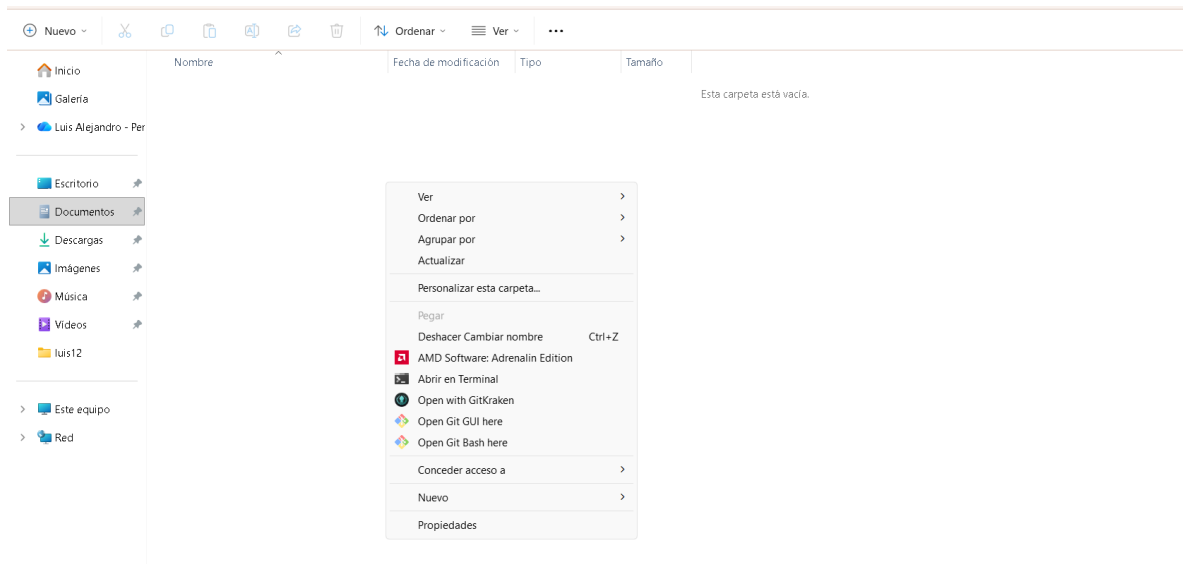 Nuevo
Ordenar
Ver
Nombre
Fecha de modificación
Tipo
Tamaño
Inicio
Galería
Luis Alejandro - Per
Escritorio
Documentos
Descargas
Imágenes
Música
Vídeos
luis12
Este equipo
Red
Esta carpeta está vacía.
Ver
Ordenar por
Agrupar por
Actualizar
Personalizar esta carpeta...
Pegar
Deshacer Cambiar nombre Ctrl+Z
AMD Software: Adrenalin Edition
Abrir en Terminal
Open with GitKraken
Open Git GUI here
Open Git Bash here
Conceder acceso a
Nuevo
Propiedades